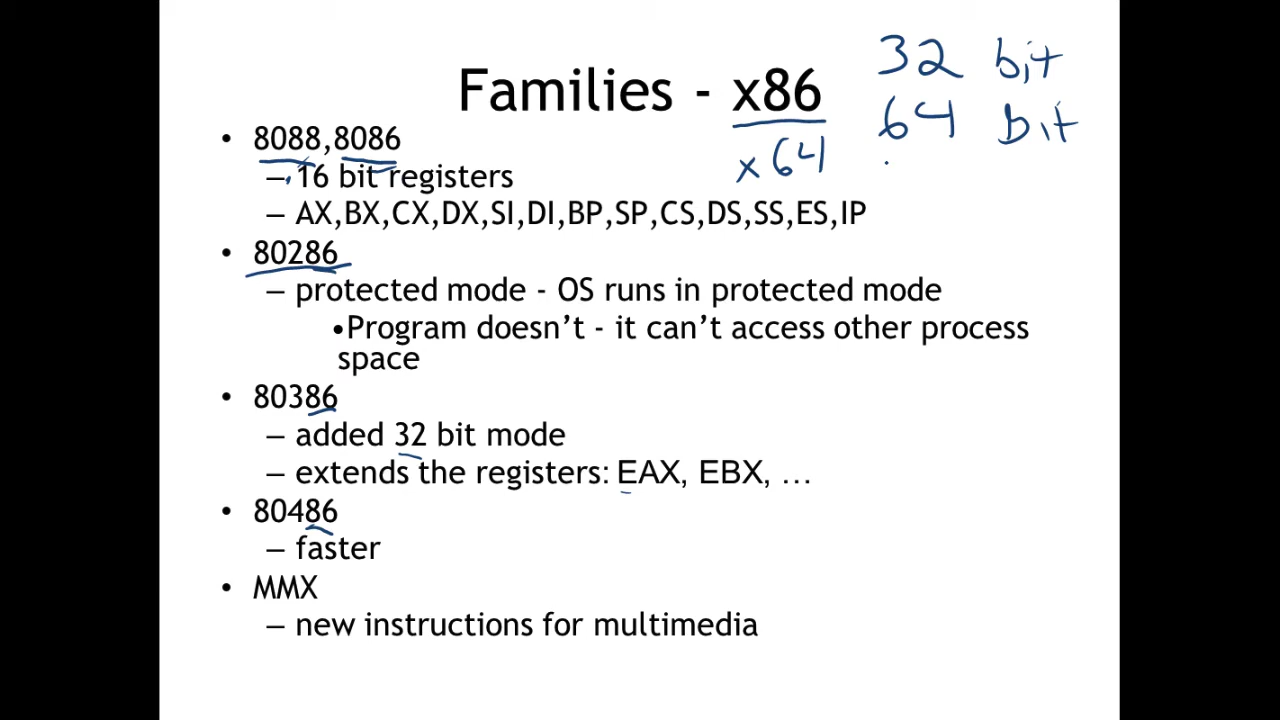 Families - x86 32 bit
x64 64 bit
• 8088,8086
– 16 bit registers
– AX,BX,CX,DX,SI,DI,BP,SP,CS,DS,SS,ES,IP
• 80286
– protected mode - OS runs in protected mode
•Program doesn’t - it can’t access other process
space
• 80386
– added 32 bit mode
– extends the registers: EAX, EBX, …
• 80486
– faster
• MMX
– new instructions for multimedia